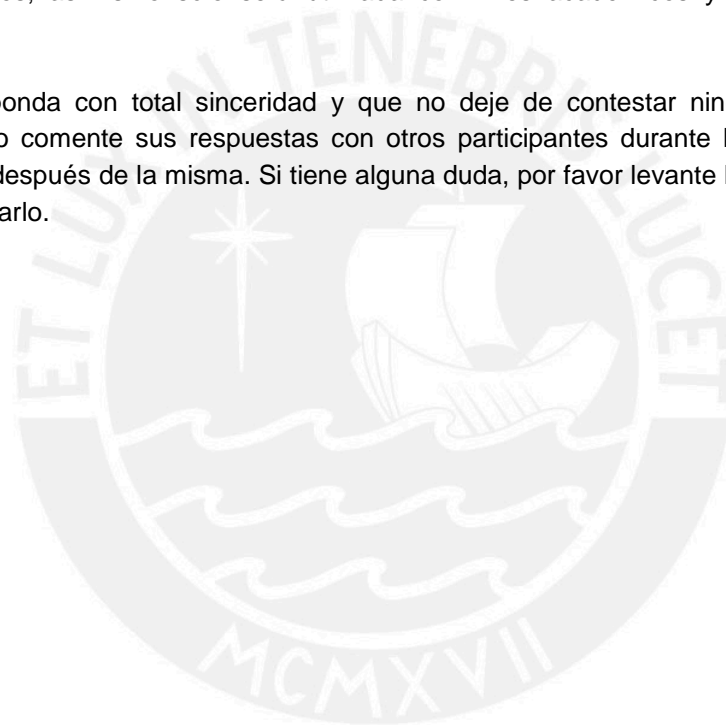 ponda con total sinceridad y que no deje de contestar nin
o comente sus respuestas con otros participantes durante l
después de la misma. Si tiene alguna duda, por favor levante l
arlo.
ET LUX IN TENEBRIS LUCET
MCMXVII